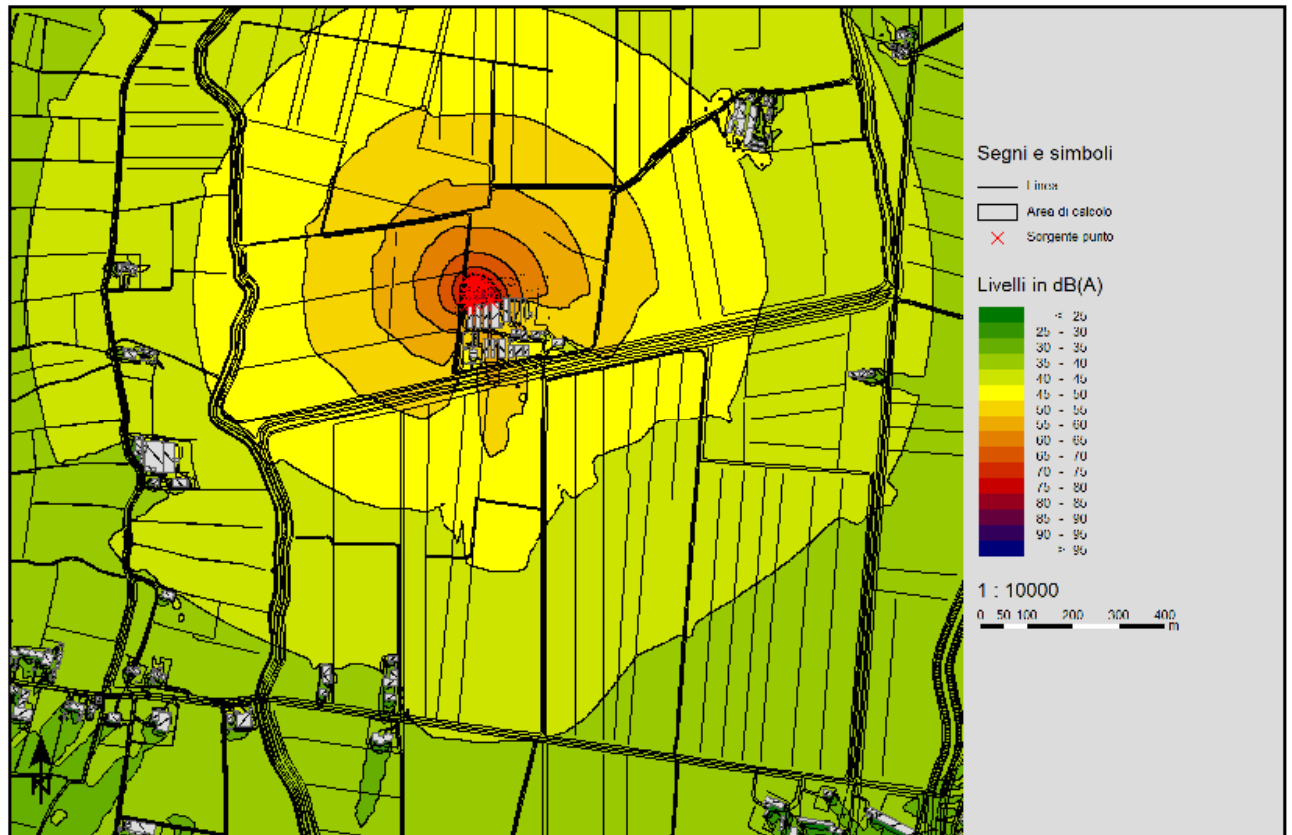 Segni e simboli
Linea
Area di calcolo
Sorgente punto
Livelli in dB(A)
< 25
25 - 30
30 - 35
35 - 40
40 - 45
45 - 50
50 - 55
55 - 60
60 - 65
65 - 70
70 - 75
75 - 80
80 - 85
85 - 90
90 - 95
> 95
1 : 10000
0 50 100 200 300 400
m
N